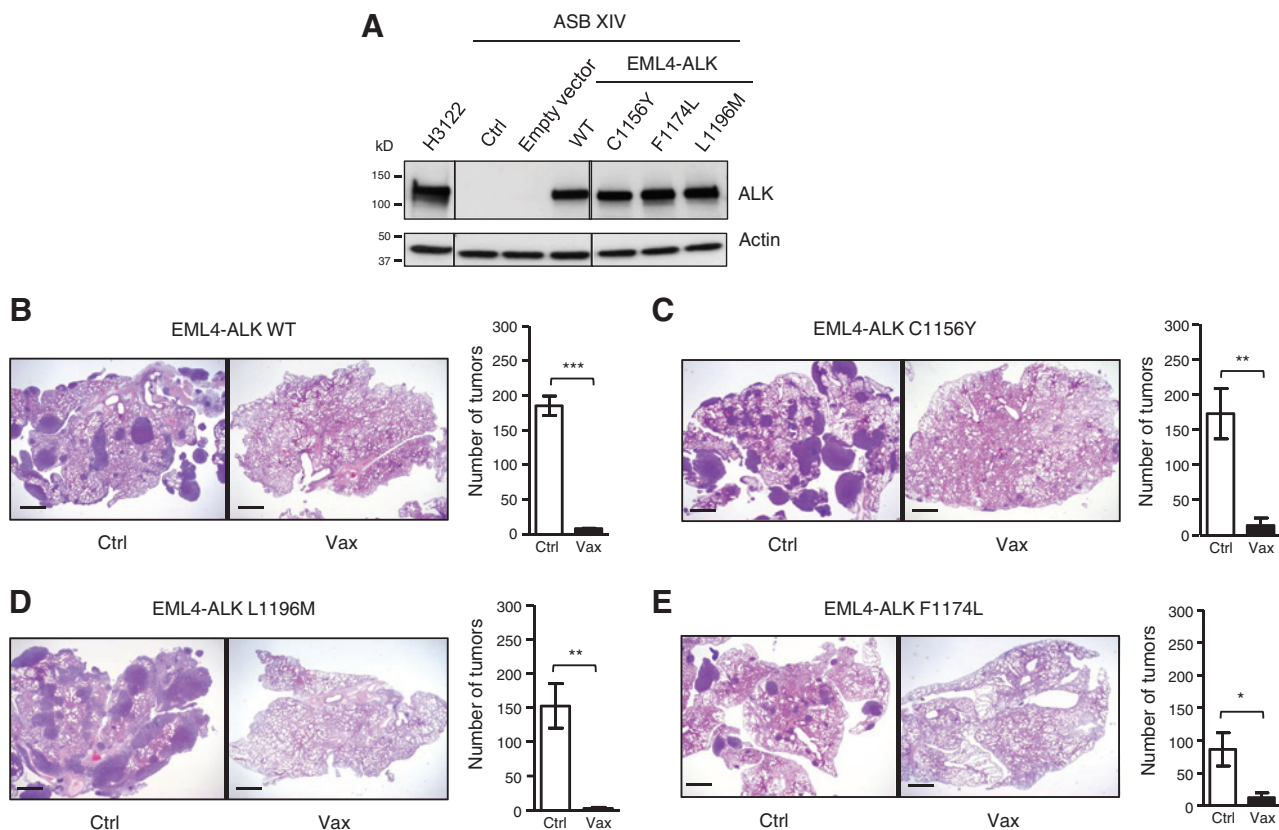 A
ASB XIV
EML4-ALK
H3122
Ctrl
Empty vector
WT
C1156Y
F1174L
L1196M
kD
150
100
ALK
50
37
Actin
B
EML4-ALK WT
Ctrl
Vax
Number of tumors
300
250
200
150
100
50
0
***
Ctrl
Vax
C
EML4-ALK C1156Y
Ctrl
Vax
Number of tumors
300
250
200
150
100
50
0
**
Ctrl
Vax
D
EML4-ALK L1196M
Ctrl
Vax
Number of tumors
300
250
200
150
100
50
0
**
Ctrl
Vax
E
EML4-ALK F1174L
Ctrl
Vax
Number of tumors
300
250
200
150
100
50
0
*
Ctrl
Vax